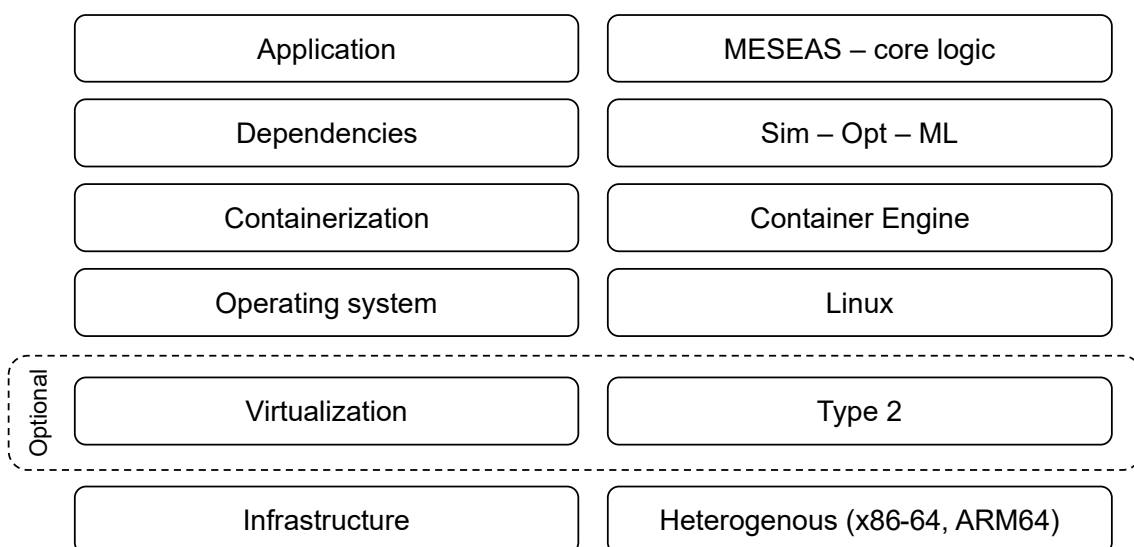 Application
MESEAS – core logic
Dependencies
Sim – Opt – ML
Containerization
Container Engine
Operating system
Linux
Optional
Virtualization
Type 2
Infrastructure
Heterogenous (x86-64, ARM64)